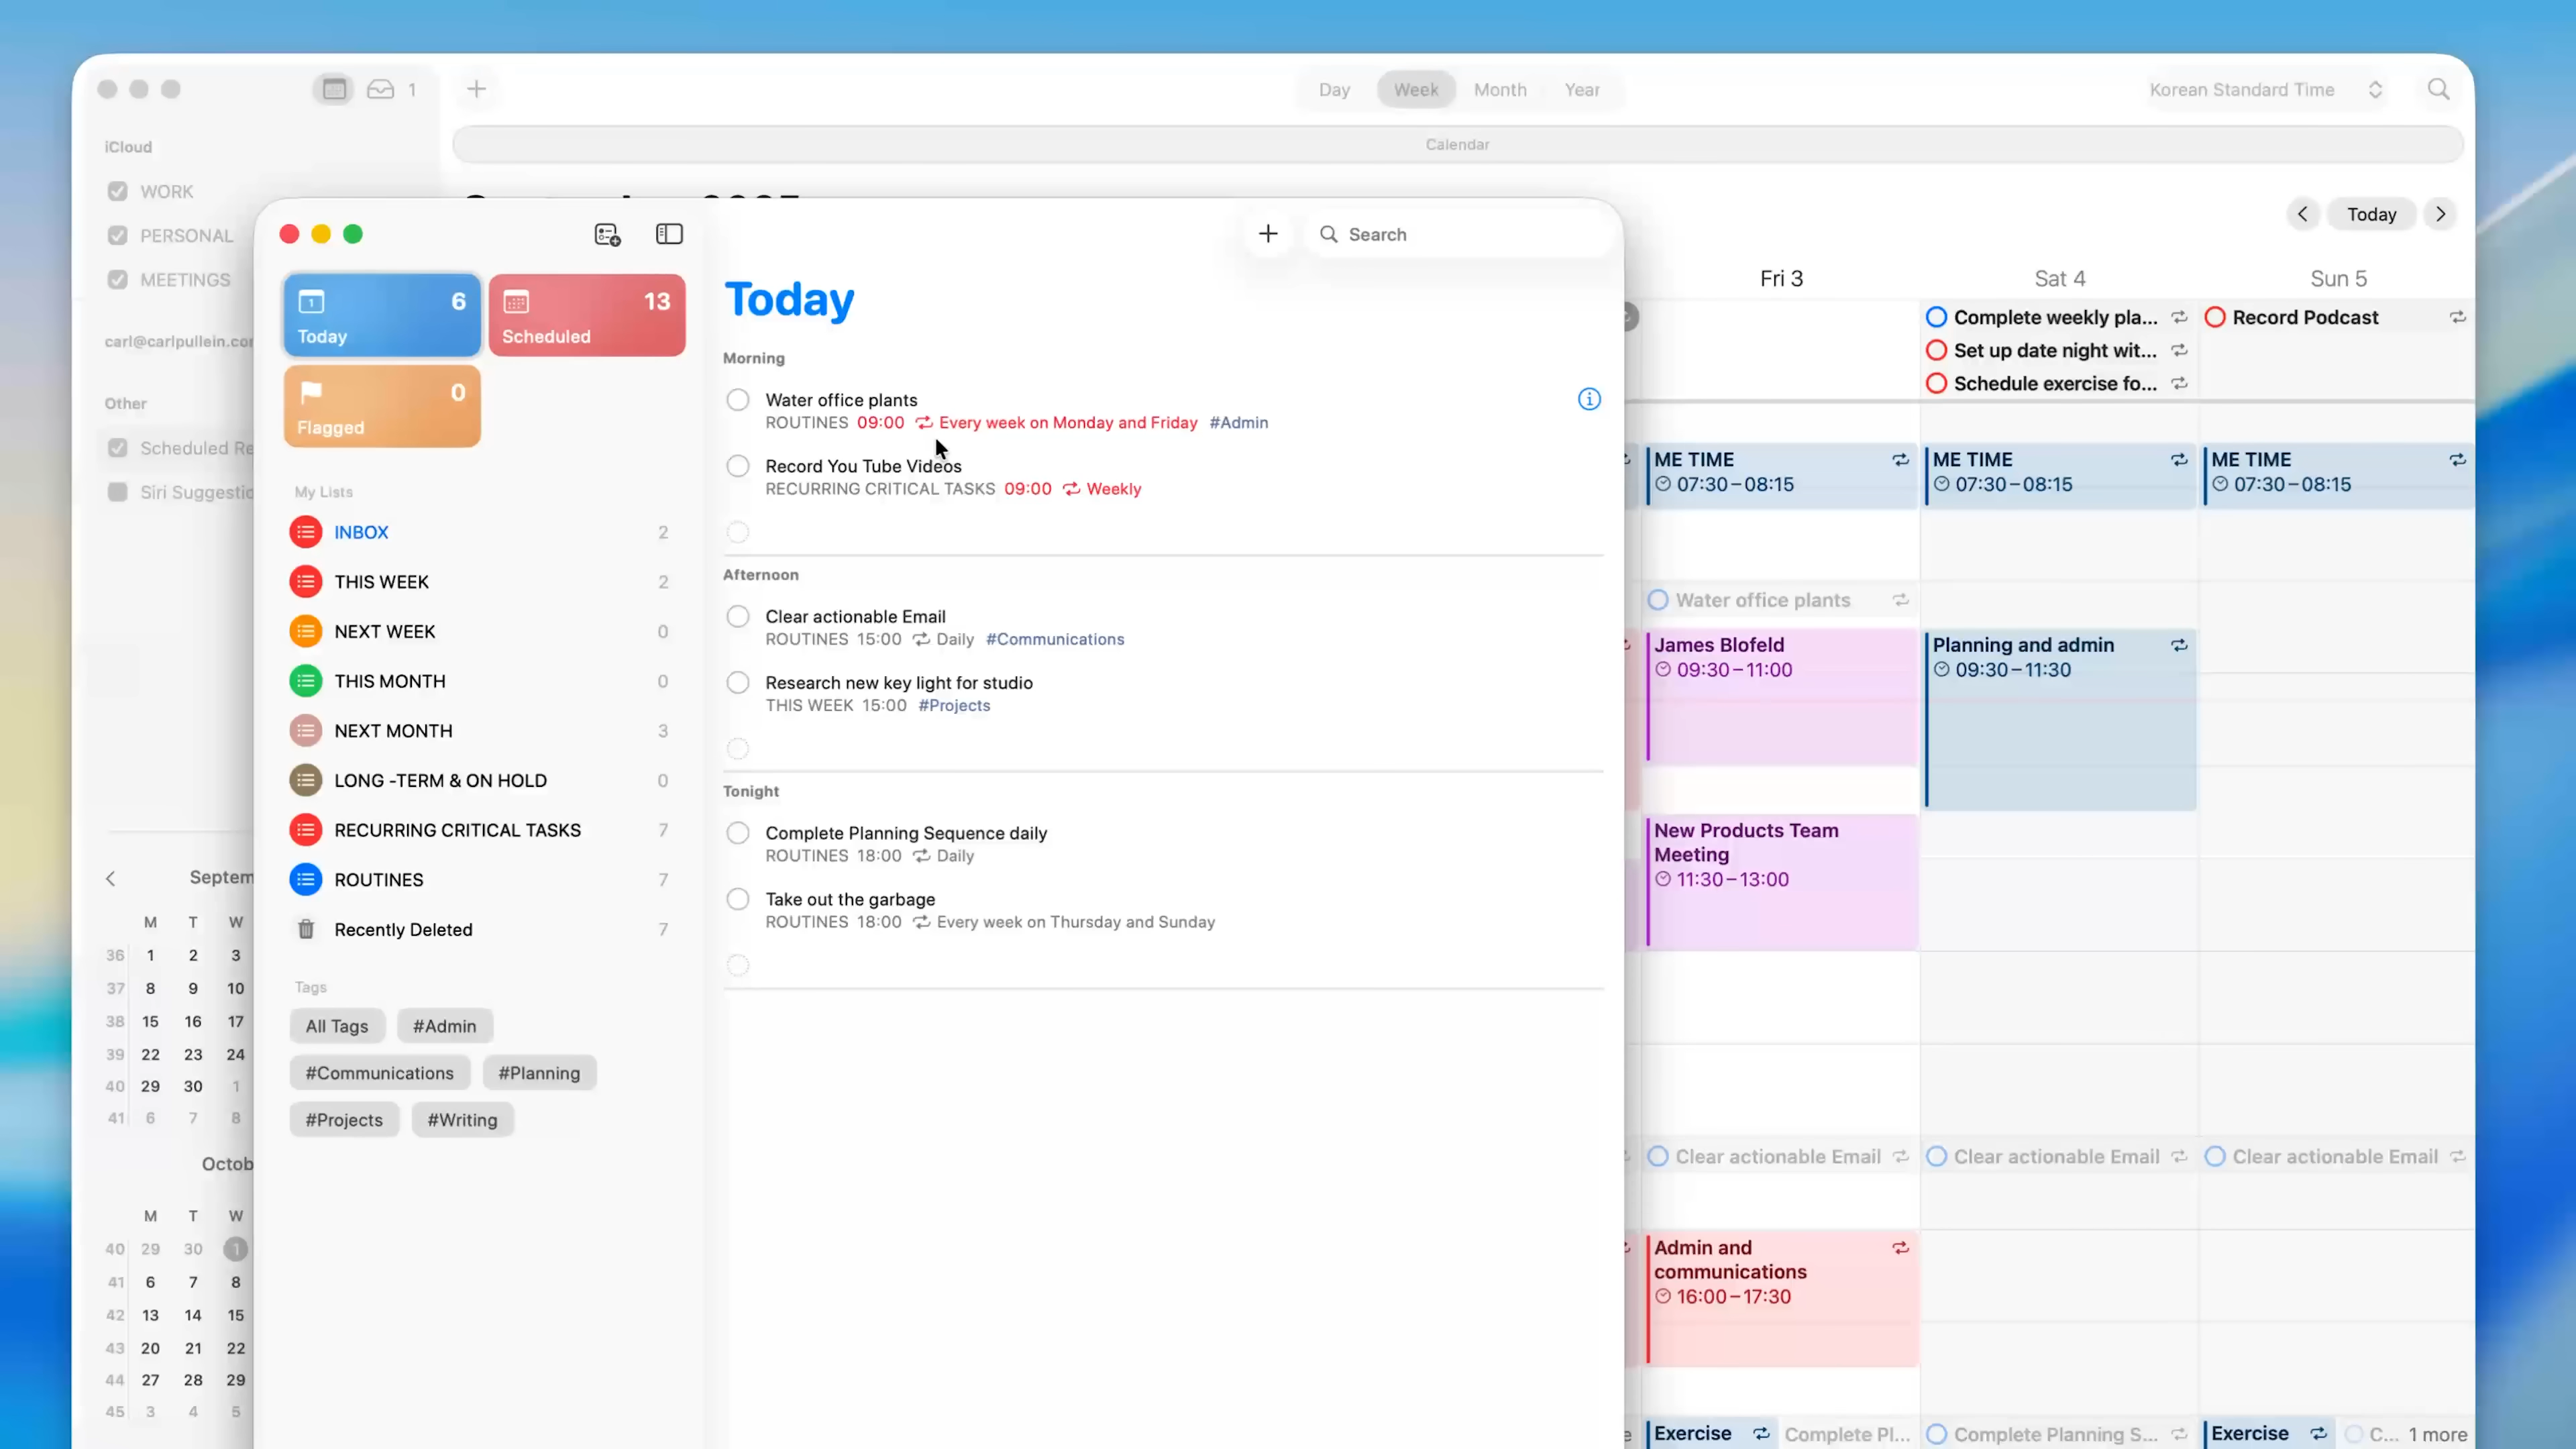 1
Day Week Month Year
Korean Standard Time
Calendar
iCloud
WORK
PERSONAL
MEETINGS
carl@carlpullein.co
Other
Scheduled Re
Siri Suggestio
Septem
M T W
36 1 2 3
37 8 9 10
38 15 16 17
39 22 23 24
40 29 30 1
41 6 7 8
Octob
M T W
40 29 30 1
41 6 7 8
42 13 14 15
43 20 21 22
44 27 28 29
45 3 4 5
1 6
Today
13
Scheduled
0
Flagged
My Lists
INBOX 2
THIS WEEK 2
NEXT WEEK 0
THIS MONTH 0
NEXT MONTH 3
LONG -TERM & ON HOLD 0
RECURRING CRITICAL TASKS 7
ROUTINES 7
Recently Deleted 7
Tags
All Tags #Admin
#Communications #Planning
#Projects #Writing
Search
Today
Morning
Water office plants
ROUTINES 09:00 Every week on Monday and Friday #Admin
Record You Tube Videos
RECURRING CRITICAL TASKS 09:00 Weekly
Afternoon
Clear actionable Email
ROUTINES 15:00 Daily #Communications
Research new key light for studio
THIS WEEK 15:00 #Projects
Tonight
Complete Planning Sequence daily
ROUTINES 18:00 Daily
Take out the garbage
ROUTINES 18:00 Every week on Thursday and Sunday
Today
Fri 3 Sat 4 Sun 5
Complete weekly pla...
Set up date night wit...
Schedule exercise fo...
Record Podcast
ME TIME
07:30–08:15
ME TIME
07:30–08:15
ME TIME
07:30–08:15
Water office plants
James Blofeld
09:30–11:00
Planning and admin
09:30–11:30
New Products Team
Meeting
11:30–13:00
Clear actionable Email
Clear actionable Email
Clear actionable Email
Admin and
communications
16:00–17:30
Exercise
Complete Pl...
Complete Planning S...
Exercise
C... 1 more